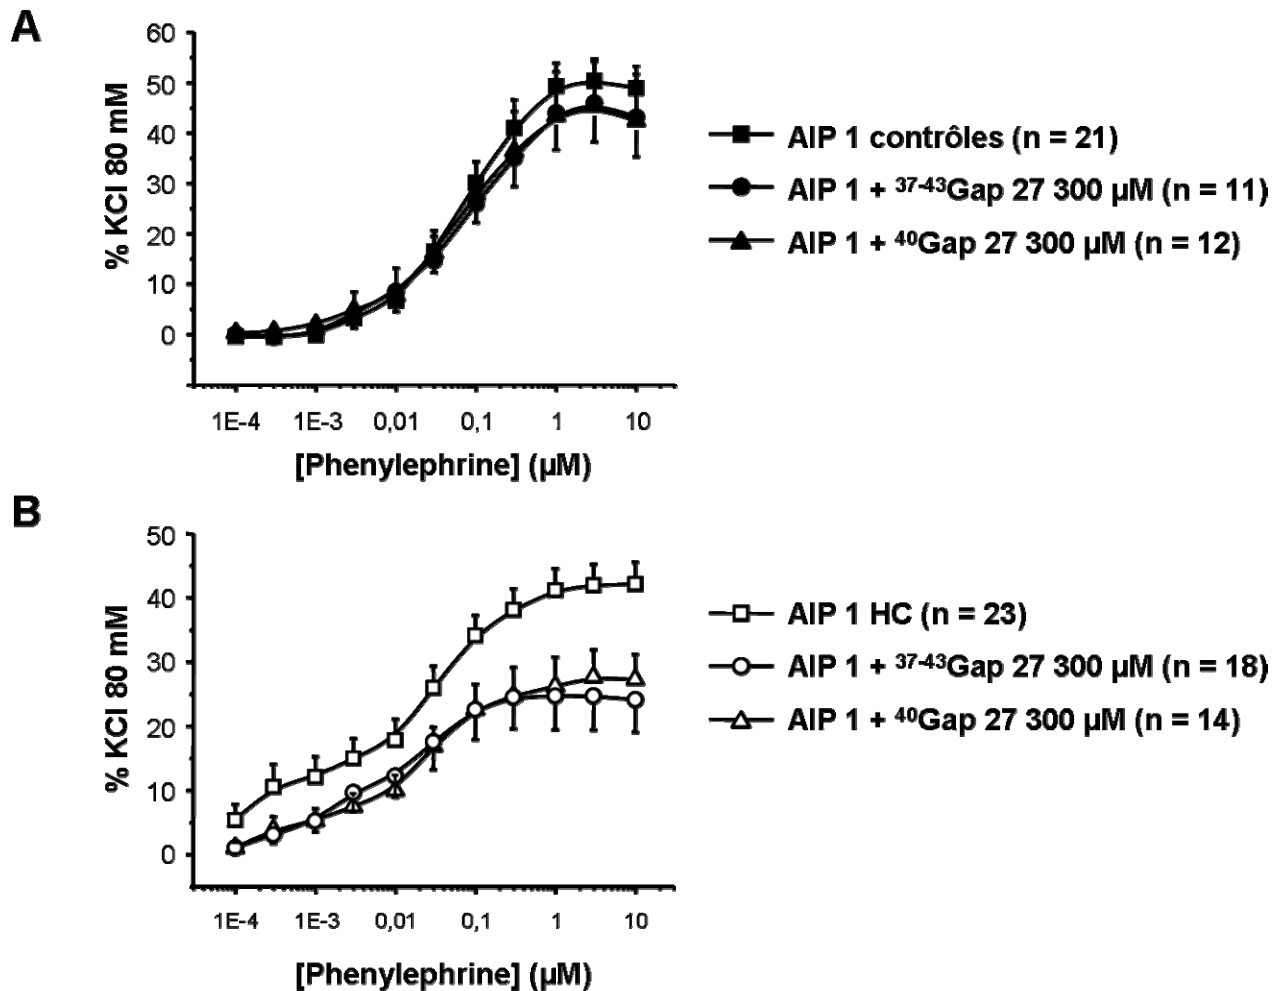 A
60
50
40
30
20
10
0
% KCl 80 mM
1E-4 1E-3 0,01 0,1 1 10
[Phenylephrine] (µM)
AIP 1 contrôles (n = 21)
AIP 1 + 37-43Gap 27 300 µM (n = 11)
AIP 1 + 40Gap 27 300 µM (n = 12)
B
50
40
30
20
10
0
% KCl 80 mM
1E-4 1E-3 0,01 0,1 1 10
[Phenylephrine] (µM)
AIP 1 HC (n = 23)
AIP 1 + 37-43Gap 27 300 µM (n = 18)
AIP 1 + 40Gap 27 300 µM (n = 14)